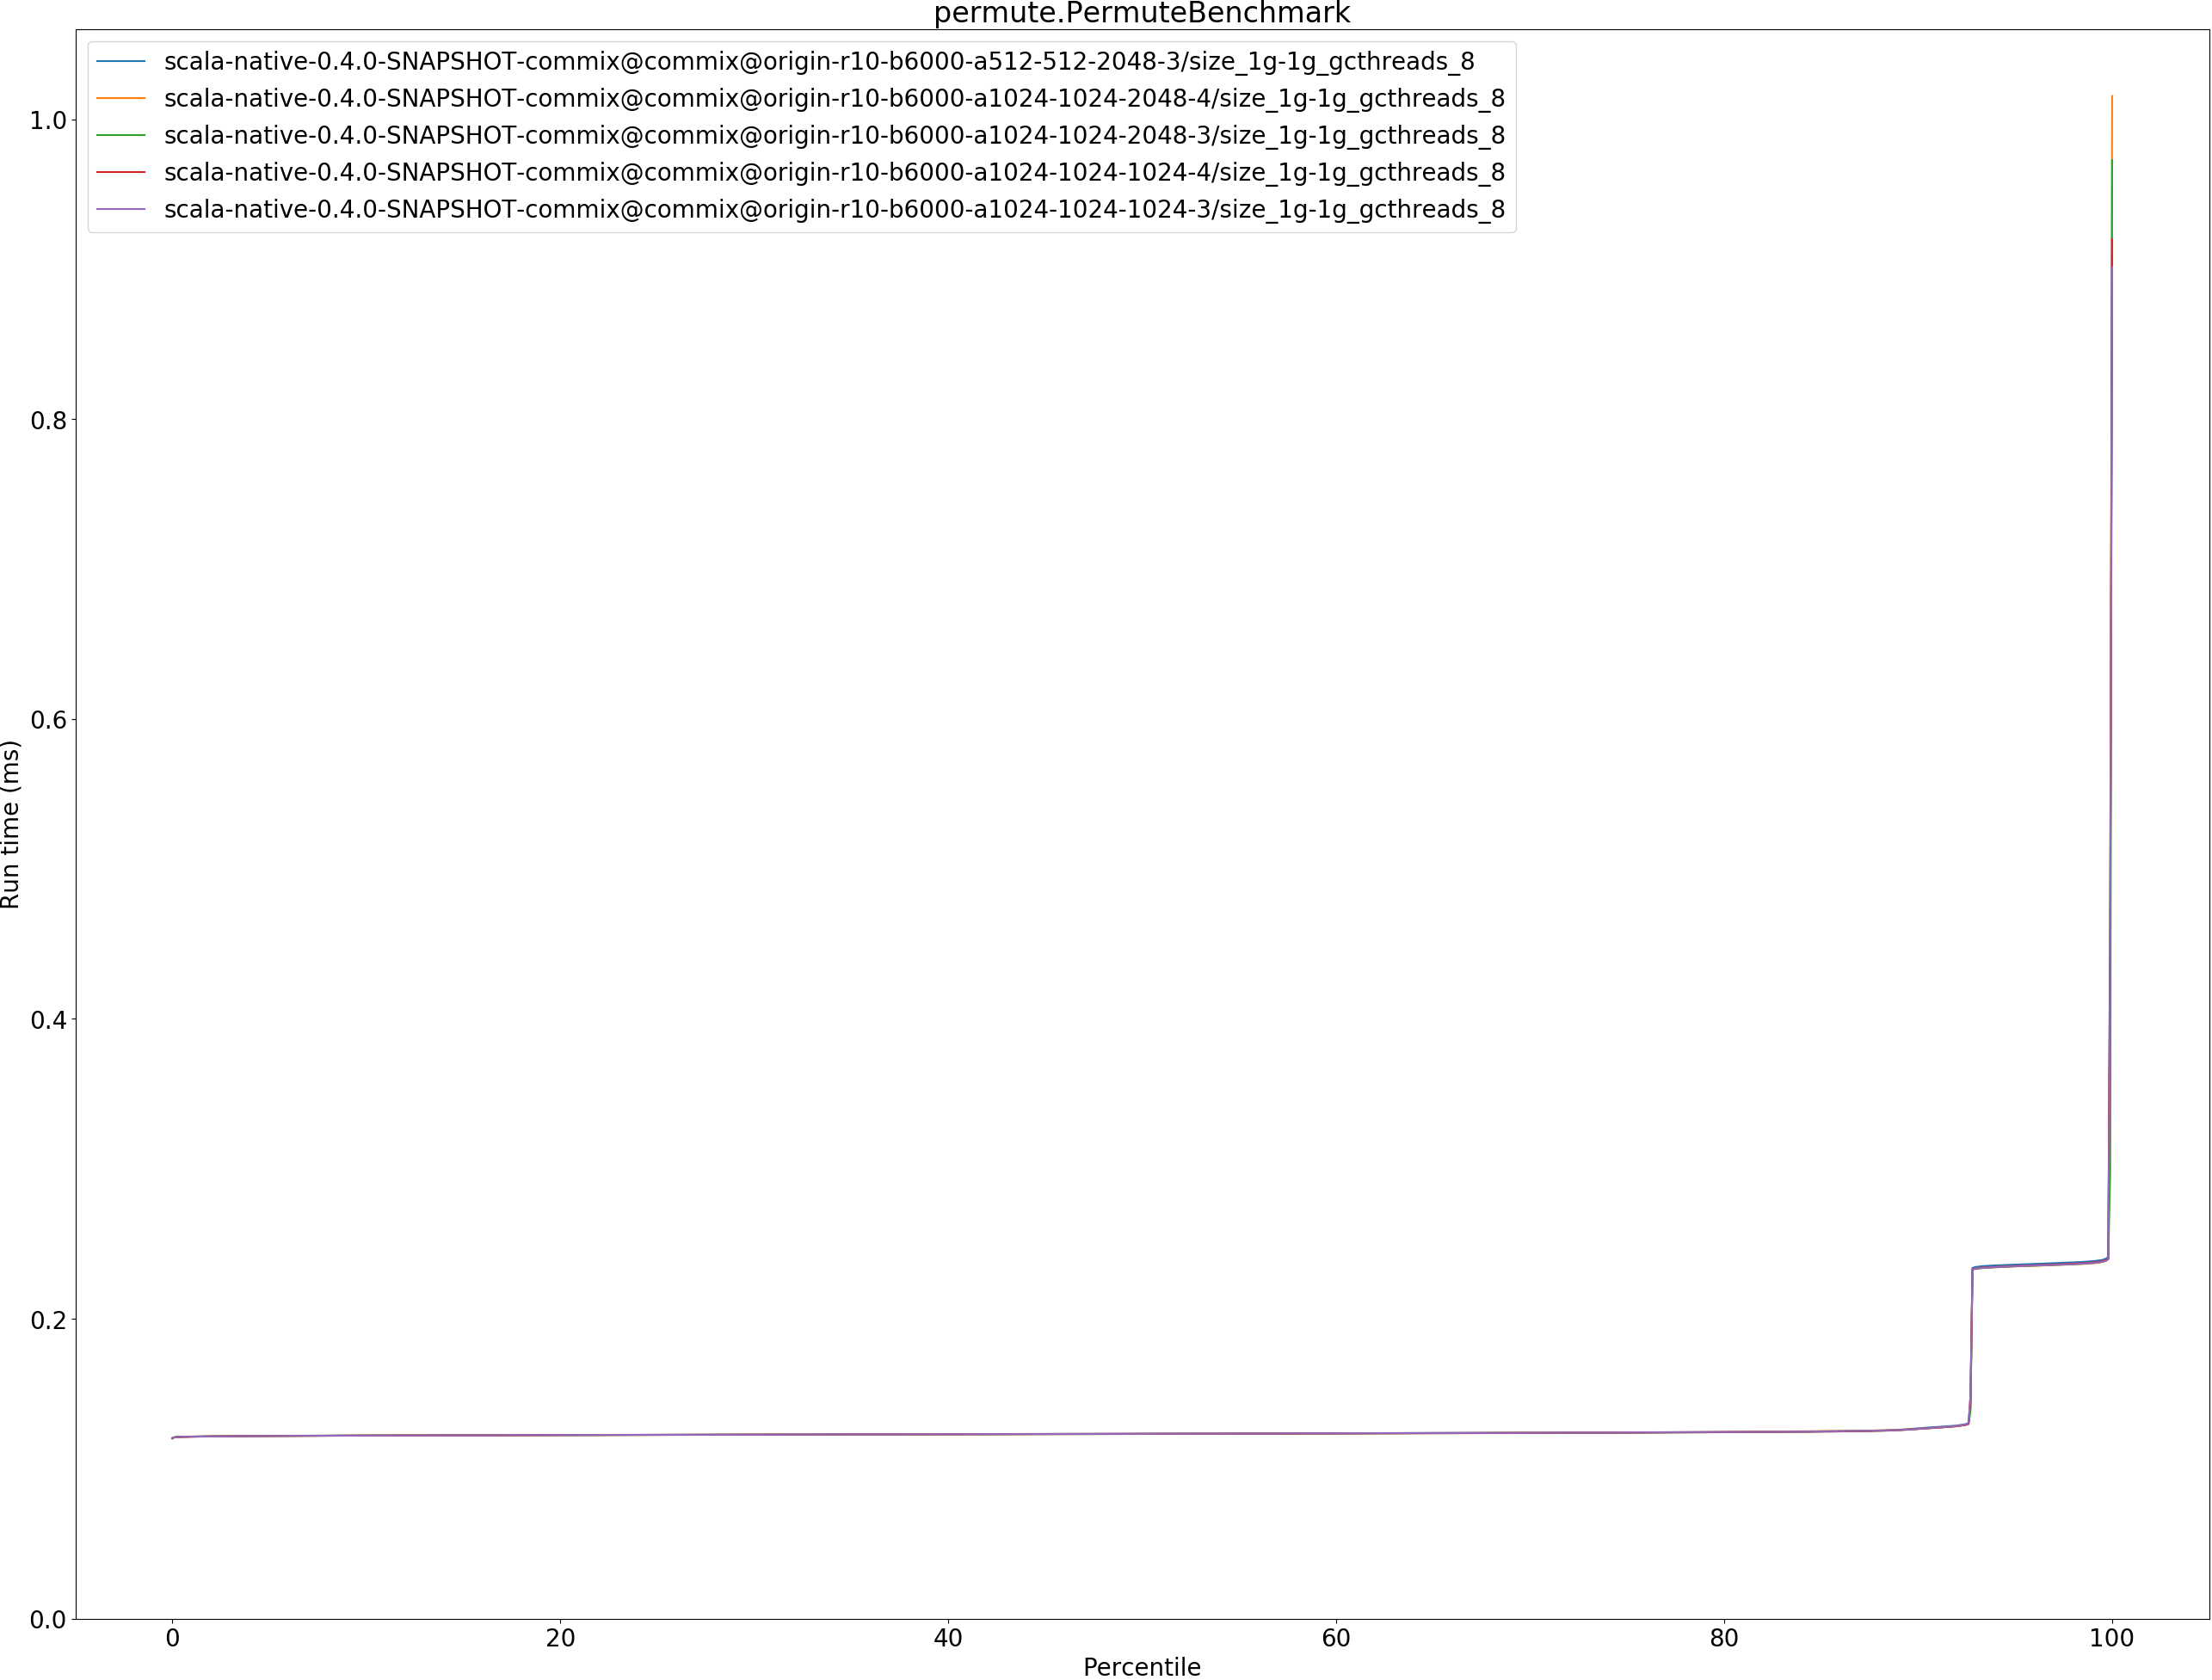 permute.PermuteBenchmark
scala-native-0.4.0-SNAPSHOT-commix@commix@origin-r10-b6000-a512-512-2048-3/size_1g-1g_gcthreads_8
scala-native-0.4.0-SNAPSHOT-commix@commix@origin-r10-b6000-a1024-1024-2048-4/size_1g-1g_gcthreads_8
scala-native-0.4.0-SNAPSHOT-commix@commix@origin-r10-b6000-a1024-1024-2048-3/size_1g-1g_gcthreads_8
scala-native-0.4.0-SNAPSHOT-commix@commix@origin-r10-b6000-a1024-1024-1024-4/size_1g-1g_gcthreads_8
scala-native-0.4.0-SNAPSHOT-commix@commix@origin-r10-b6000-a1024-1024-1024-3/size_1g-1g_gcthreads_8
1.0
0.8
0.6
0.4
0.2
0.0
Run time (ms)
0 20 40 60 80 100
Percentile